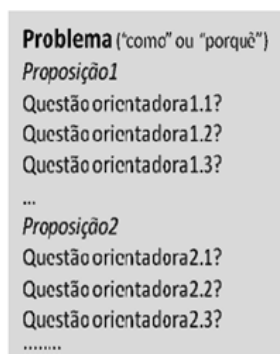 Problema ("como" ou "porquê")
Proposição1
Questão orientadora1.1?
Questão orientadora1.2?
Questão orientadora1.3?
...
Proposição2
Questão orientadora2.1?
Questão orientadora2.2?
Questão orientadora2.3?
........